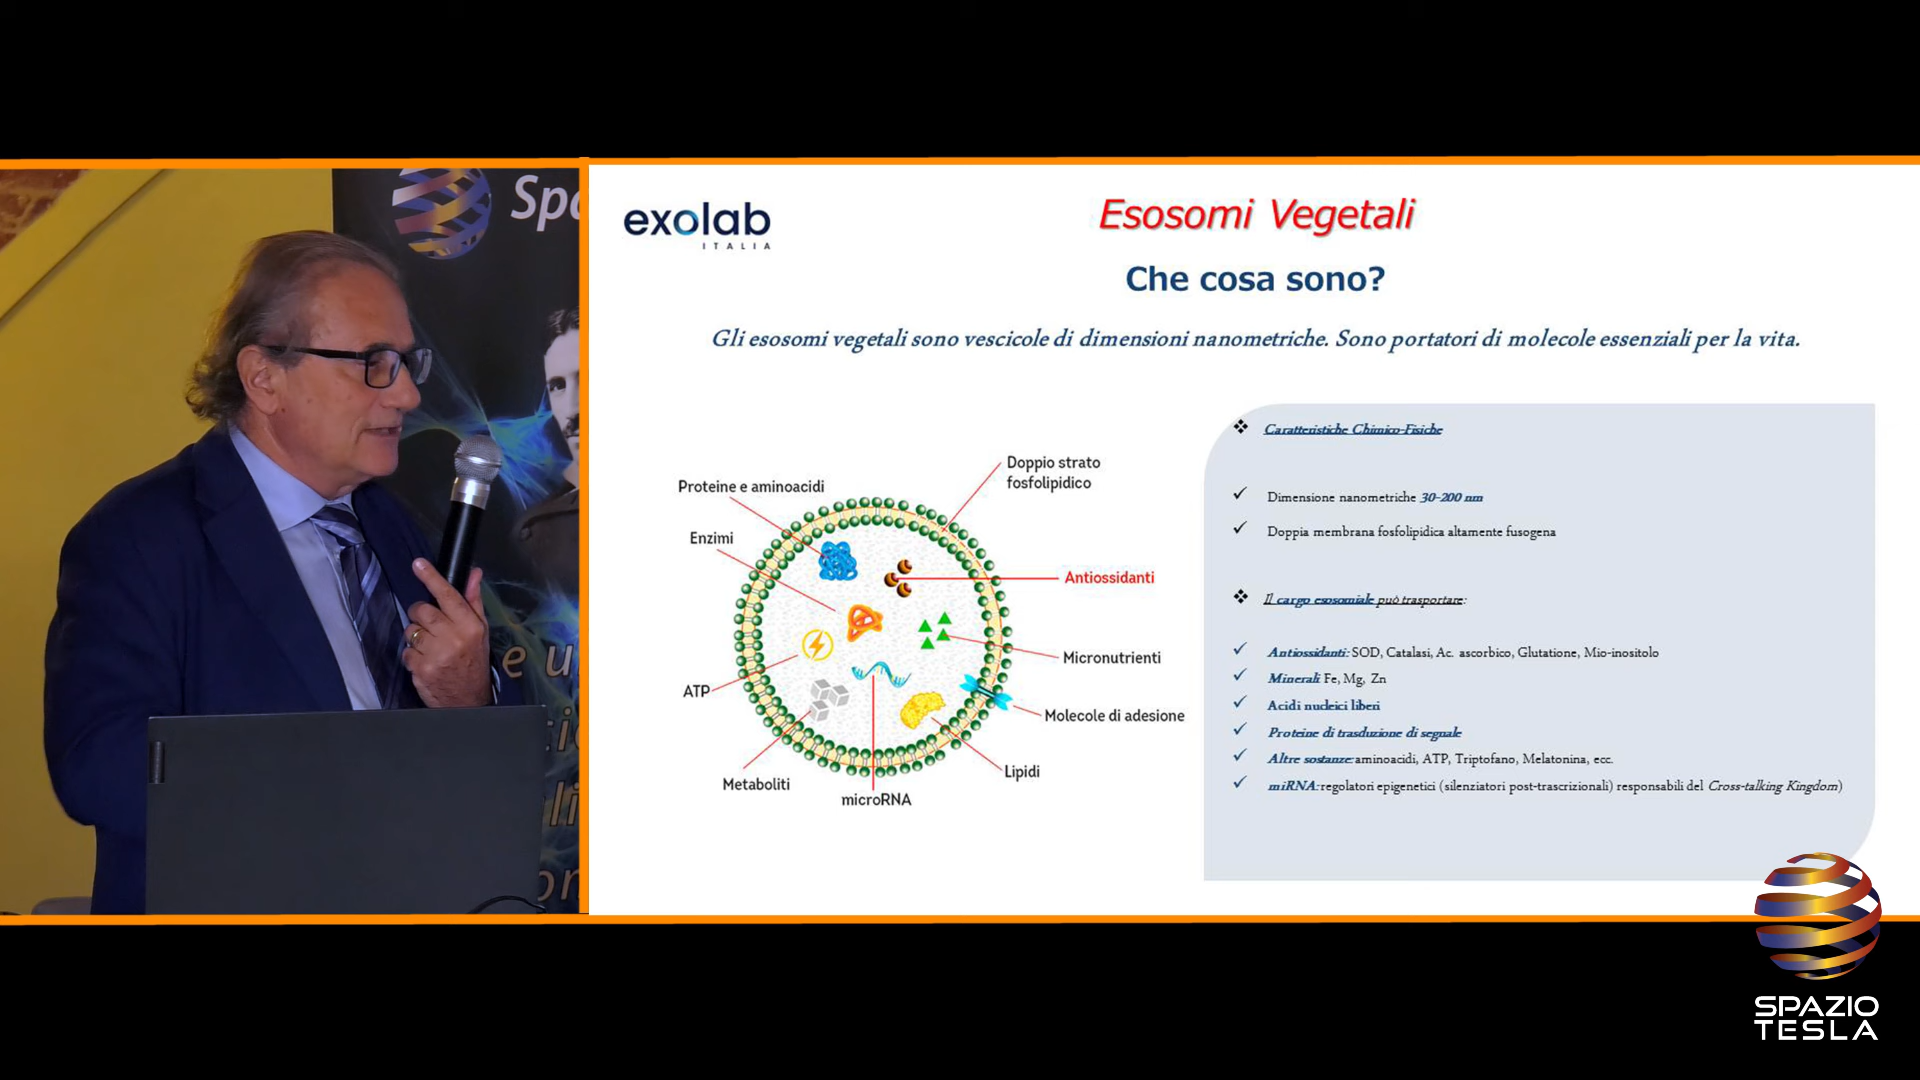 Spa
e u
exolab
ITALIA
Esosomi Vegetali
Che cosa sono?
Gli esosomi vegetali sono vescicole di dimensioni nanometriche. Sono portatori di molecole essenziali per la vita.
Proteine e aminoacidi
Enzimi
ATP
Metaboliti
microRNA
Doppio strato
fosfolipidico
Antiossidanti
Micronutrienti
Molecole di adesione
Lipidi
❖ Caratteristiche Chimico-Fisiche
✓ Dimensione nanometriche 30-200 nm
✓ Doppia membrana fosfolipidica altamente fusogena
❖ Il cargo esosomiale può trasportare:
✓ Antiossidanti: SOD, Catalasi, Ac. ascorbico, Glutatione, Mio-inositolo
✓ Minerali: Fe, Mg, Zn
✓ Acidi nucleici liberi
✓ Proteine di trasduzione di segnale
✓ Altre sostanze: aminoacidi, ATP, Triptofano, Melatonina, ecc.
✓ miRNA: regolatori epigenetici (silenziatori post-trascrizionali) responsabili del Cross-talking Kingdom)
SPAZIO
TESLA